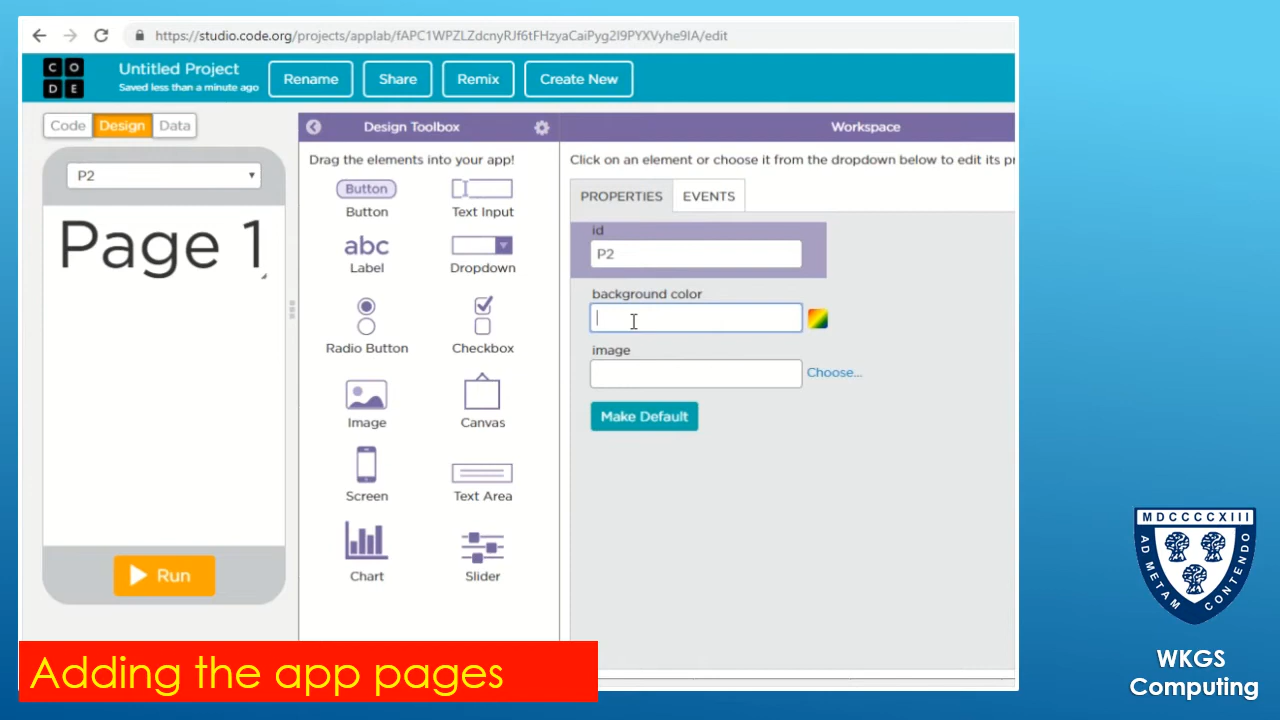 https://studio.code.org/projects/applab/fAPC1WPZLZdcnyRJf6tFHzyaCaiPyg2I9PYXVyhe9IA/edit
CO
DE
Untitled Project
Saved less than a minute ago
Rename
Share
Remix
Create New
Code
Design
Data
Design Toolbox
Workspace
P2
Page 1
Run
Drag the elements into your app!
Button
Button
Text Input
abc
Label
Dropdown
Radio Button
Checkbox
Image
Canvas
Screen
Text Area
Chart
Slider
Click on an element or choose it from the dropdown below to edit its pr
PROPERTIES
EVENTS
id
P2
background color
image
Choose...
Make Default
Adding the app pages
MDCCCCXIII
AD METAM CONTENDO
WKGS
Computing